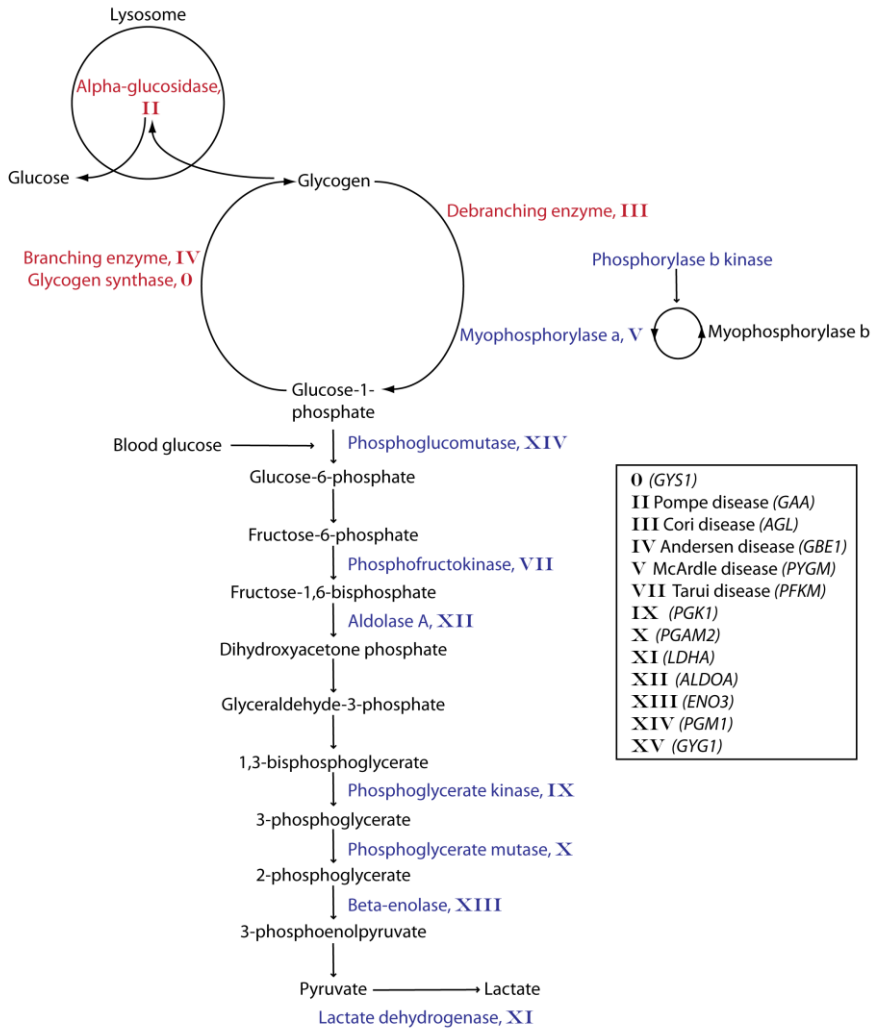 Lysosome
Alpha-glucosidase,
II
Glucose
Glycogen
Debranching enzyme, III
Branching enzyme, IV
Glycogen synthase, 0
Phosphorylase b kinase
Myophosphorylase a, V
Myophosphorylase b
Glucose-1-
phosphate
Blood glucose
Phosphoglucomutase, XIV
Glucose-6-phosphate
Fructose-6-phosphate
Phosphofructokinase, VII
Fructose-1,6-bisphosphate
Aldolase A, XII
Dihydroxyacetone phosphate
Glyceraldehyde-3-phosphate
1,3-bisphosphoglycerate
Phosphoglycerate kinase, IX
3-phosphoglycerate
Phosphoglycerate mutase, X
2-phosphoglycerate
Beta-enolase, XIII
3-phosphoenolpyruvate
Pyruvate
Lactate
Lactate dehydrogenase, XI
0 (GYS1)
II Pompe disease (GAA)
III Cori disease (AGL)
IV Andersen disease (GBE1)
V McArdle disease (PYGM)
VII Tarui disease (PFKM)
IX (PGK1)
X (PGAM2)
XI (LDHA)
XII (ALDOA)
XIII (ENO3)
XIV (PGM1)
XV (GYG1)